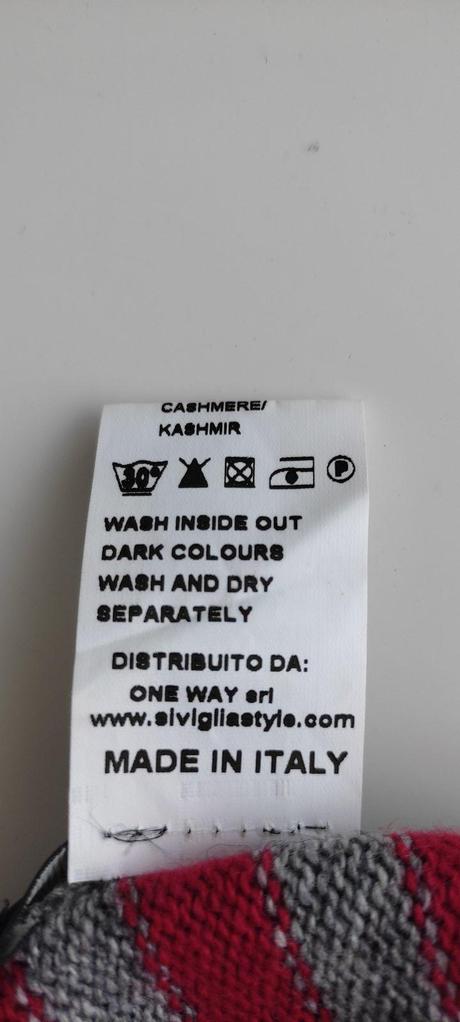 CASHMERE/
KASHMIR
30° P
WASH INSIDE OUT
DARK COLOURS
WASH AND DRY
SEPARATELY
DISTRIBUITO DA:
ONE WAY srl
www.sivigliastyle.com
MADE IN ITALY